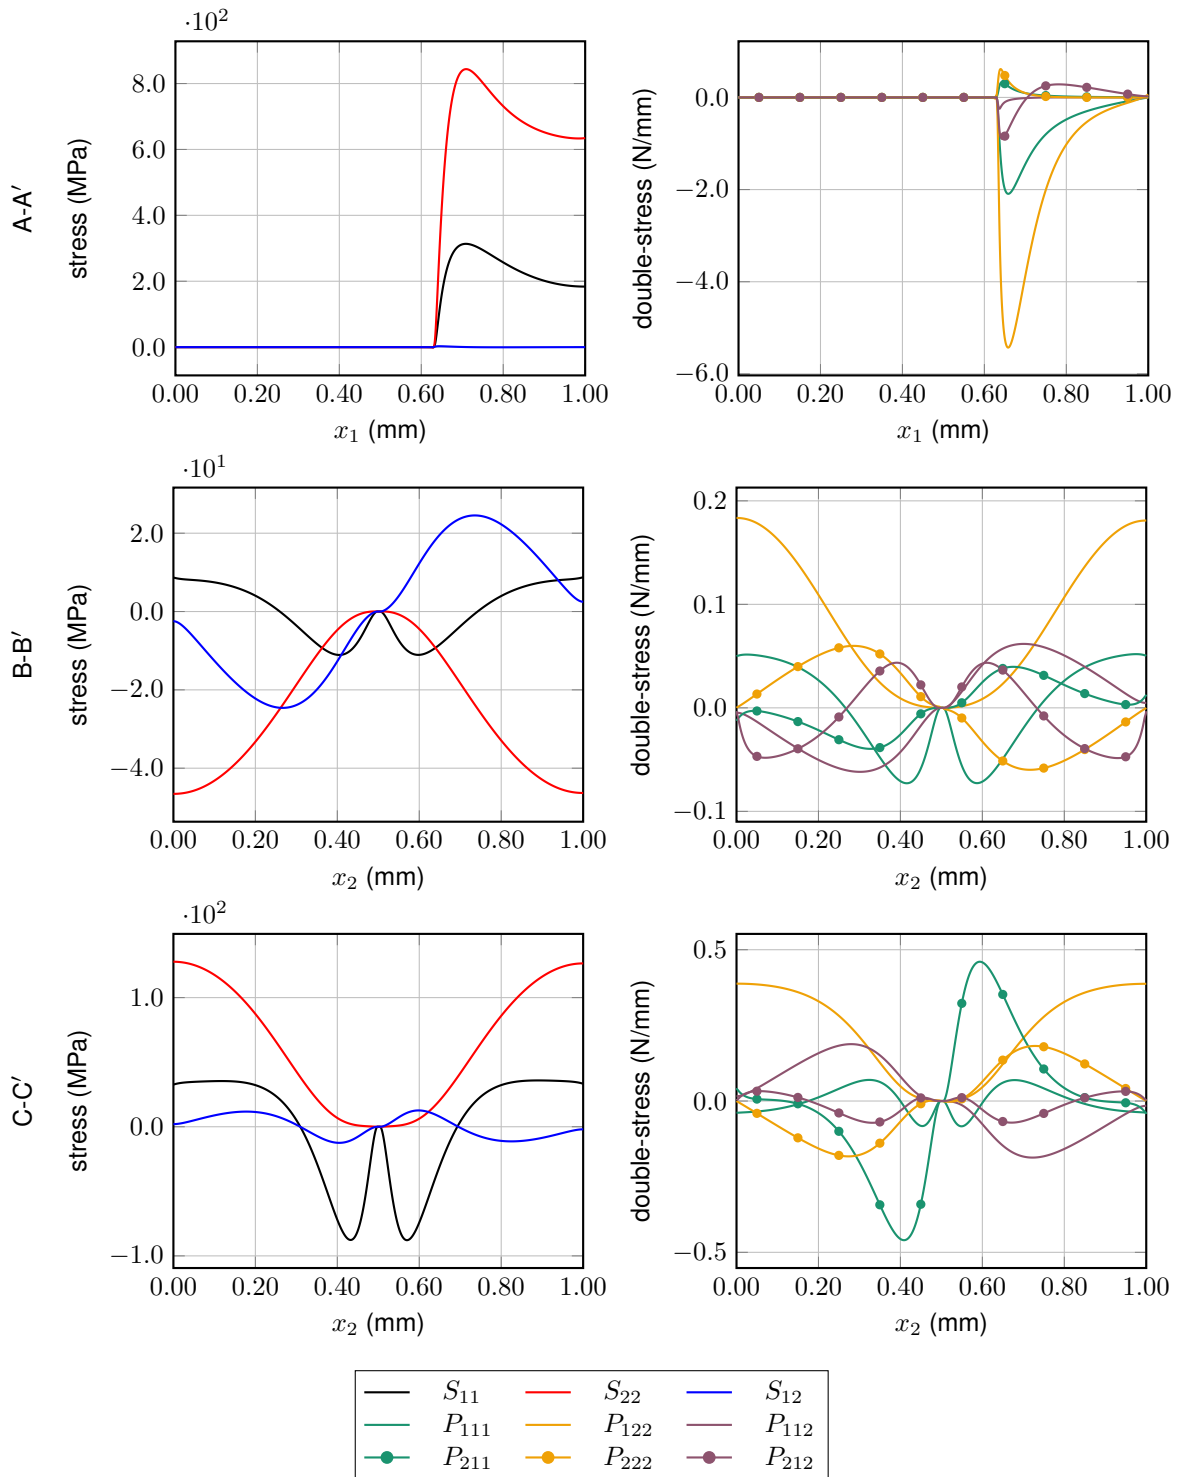 ·10²
A-A′
stress (MPa)
8.0
6.0
4.0
2.0
0.0
0.00 0.20 0.40 0.60 0.80 1.00
x₁ (mm)
double-stress (N/mm)
0.0
−2.0
−4.0
−6.0
0.00 0.20 0.40 0.60 0.80 1.00
x₁ (mm)
·10¹
B-B′
stress (MPa)
2.0
0.0
−2.0
−4.0
0.00 0.20 0.40 0.60 0.80 1.00
x₂ (mm)
double-stress (N/mm)
0.2
0.1
0.0
−0.1
0.00 0.20 0.40 0.60 0.80 1.00
x₂ (mm)
·10²
C-C′
stress (MPa)
1.0
0.0
−1.0
0.00 0.20 0.40 0.60 0.80 1.00
x₂ (mm)
double-stress (N/mm)
0.5
0.0
−0.5
0.00 0.20 0.40 0.60 0.80 1.00
x₂ (mm)
S₁₁ S₂₂ S₁₂
P₁₁₁ P₁₂₂ P₁₁₂
P₂₁₁ P₂₂₂ P₂₁₂